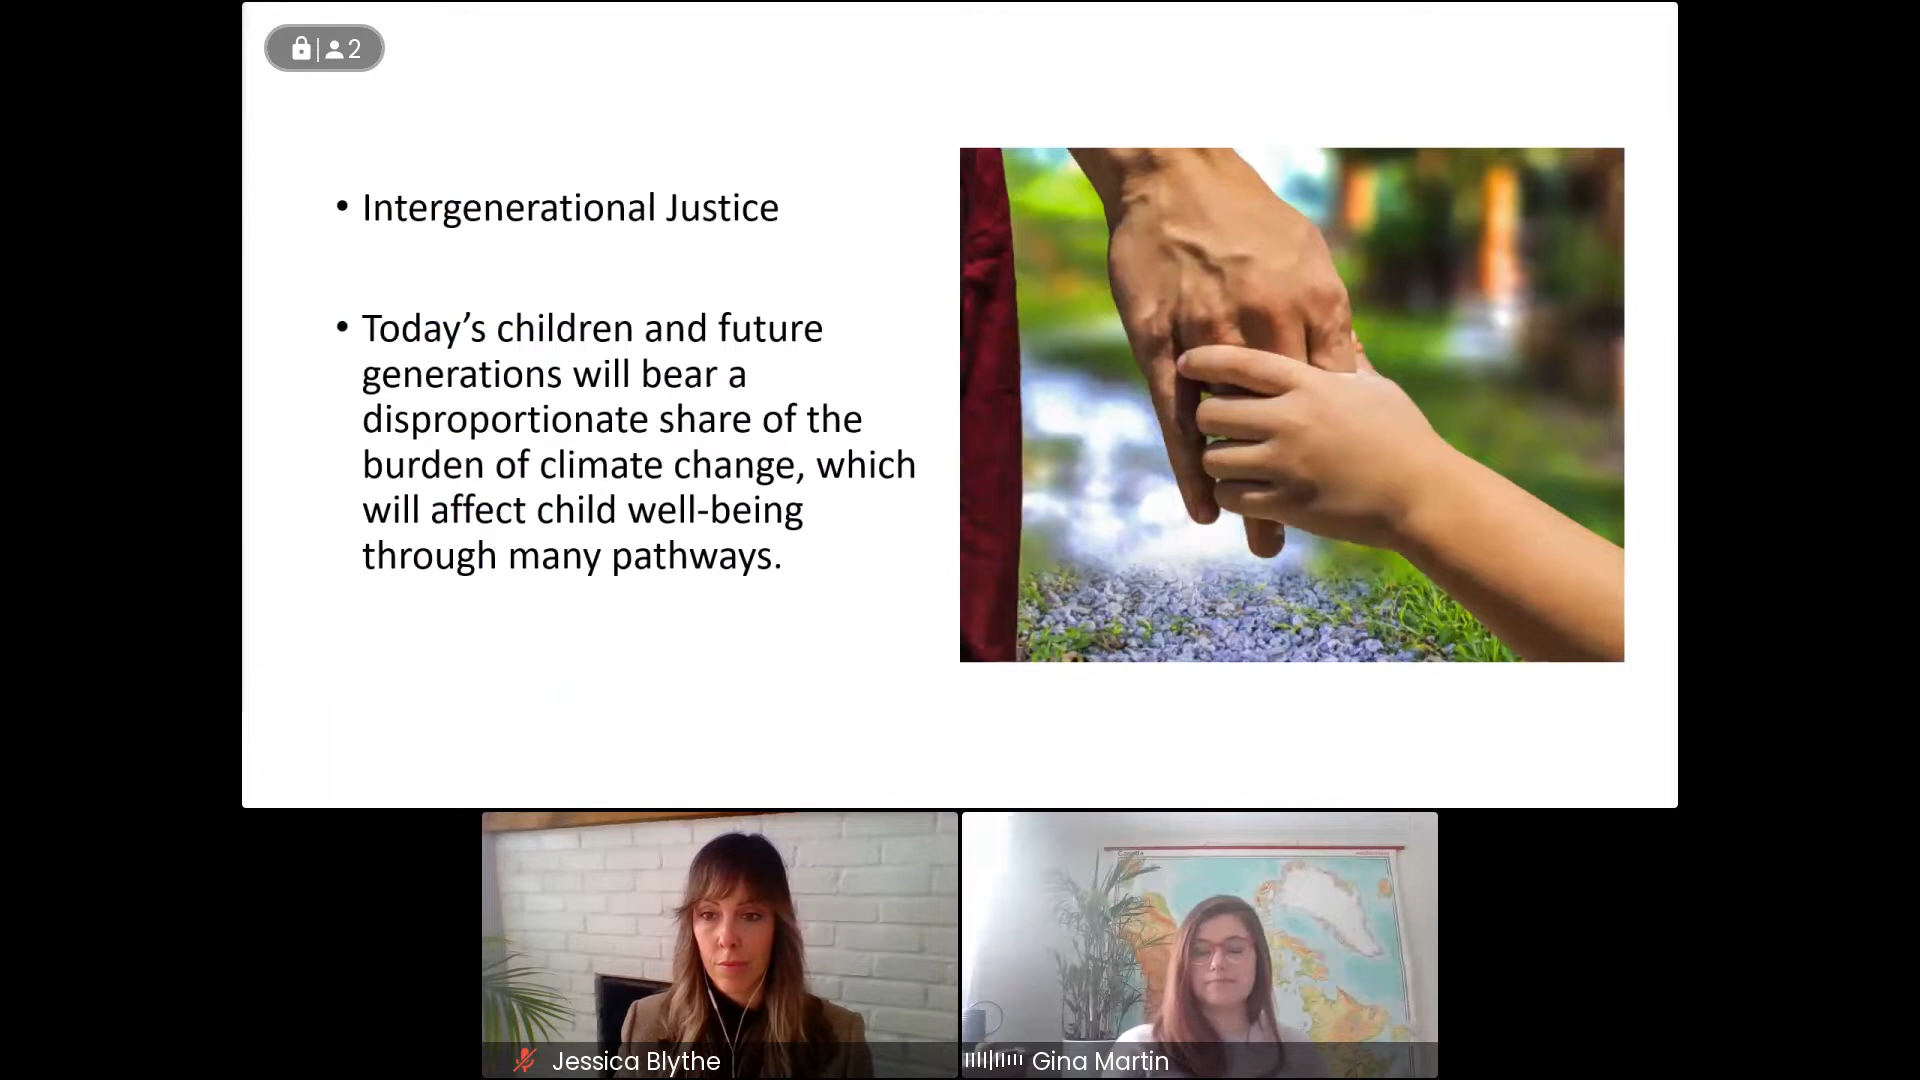 2
• Intergenerational Justice
• Today’s children and future
generations will bear a
disproportionate share of the
burden of climate change, which
will affect child well-being
through many pathways.
Canada
Jessica Blythe
Gina Martin